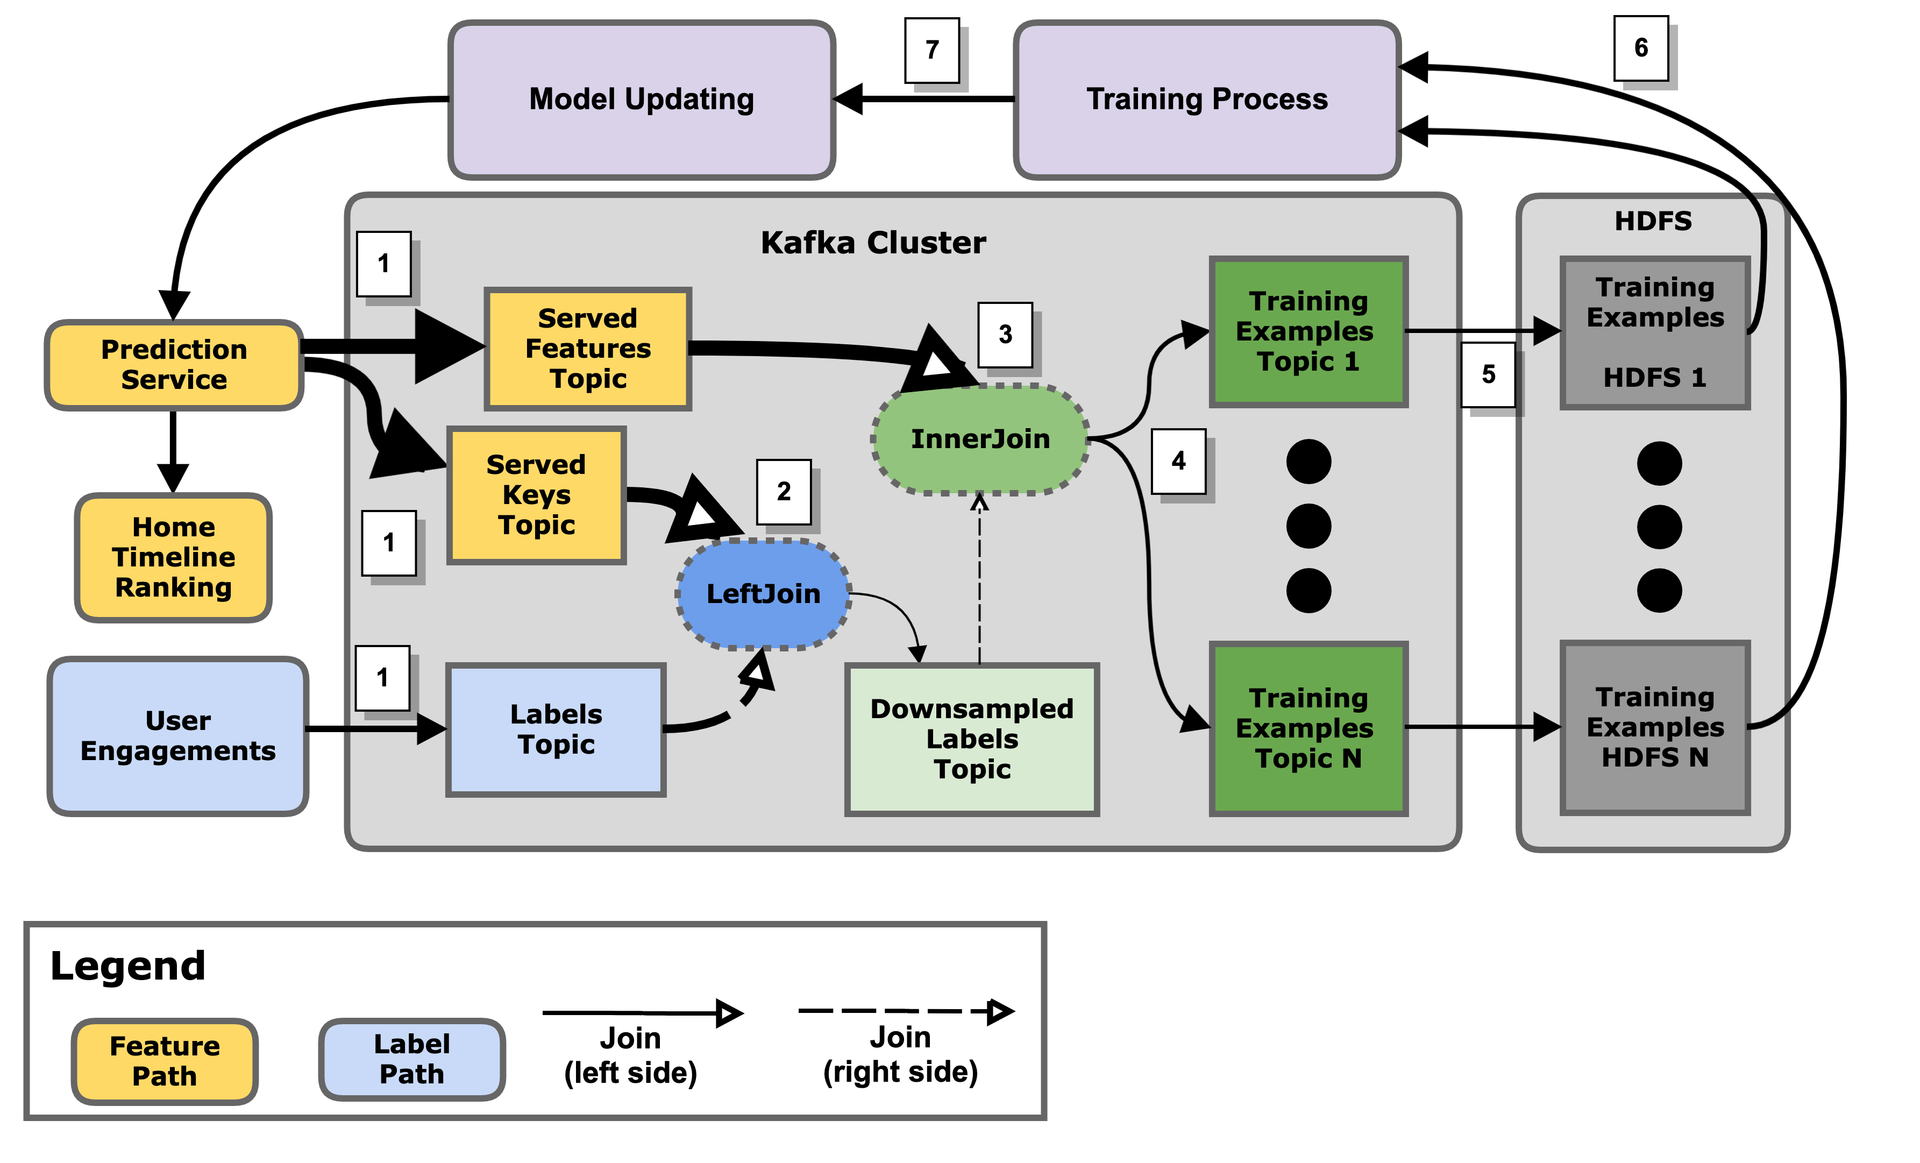 7
6
Model Updating
Training Process
Kafka Cluster
HDFS
1
Served
Features
Topic
3
Training
Examples
Topic 1
Training
Examples
HDFS 1
5
Prediction
Service
InnerJoin
4
Served
Keys
Topic
2
1
Home
Timeline
Ranking
LeftJoin
1
User
Engagements
Labels
Topic
Downsampled
Labels
Topic
Training
Examples
Topic N
Training
Examples
HDFS N
Legend
Feature
Path
Label
Path
Join
(left side)
Join
(right side)